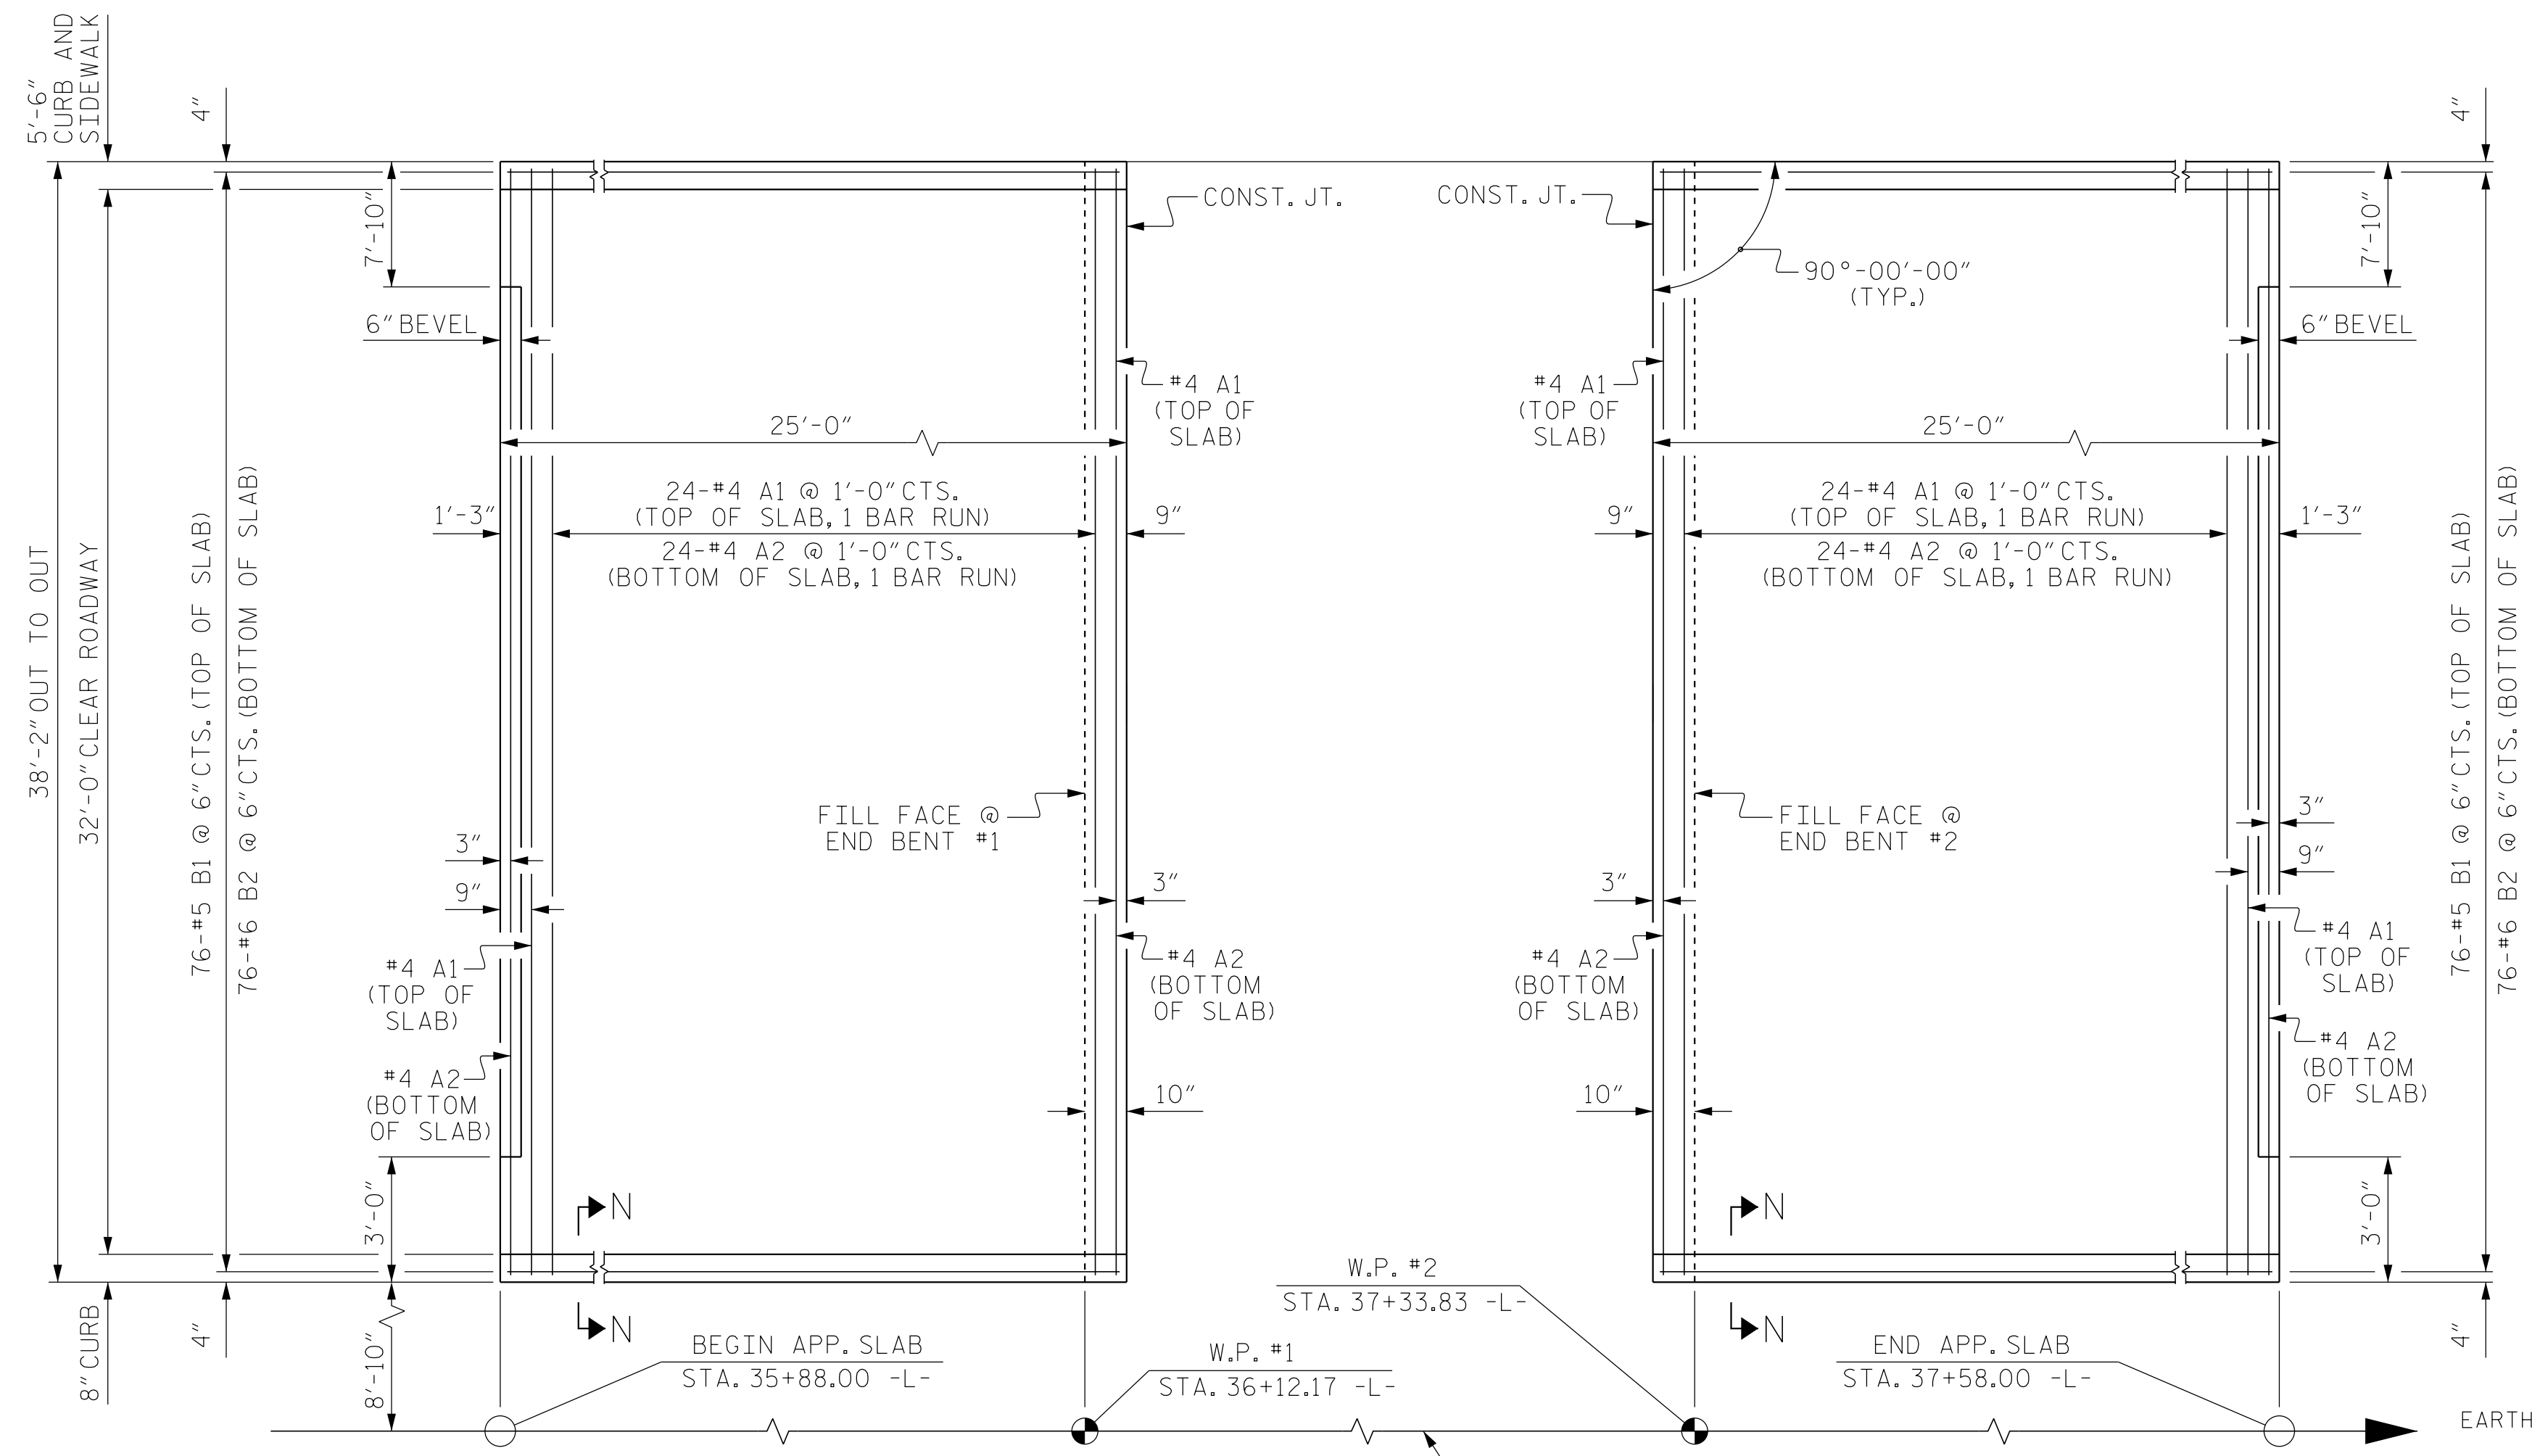 5'-6"
CURB AND
SIDEWALK
4"
4"
7'-10"
7'-10"
CONST. JT.
CONST. JT.
90°-00'-00"
(TYP.)
6" BEVEL
6" BEVEL
#4 A1
(TOP OF
SLAB)
#4 A1
(TOP OF
SLAB)
25'-0"
25'-0"
24-#4 A1 @ 1'-0" CTS.
(TOP OF SLAB, 1 BAR RUN)
24-#4 A2 @ 1'-0" CTS.
(BOTTOM OF SLAB, 1 BAR RUN)
24-#4 A1 @ 1'-0" CTS.
(TOP OF SLAB, 1 BAR RUN)
24-#4 A2 @ 1'-0" CTS.
(BOTTOM OF SLAB, 1 BAR RUN)
1'-3"
9"
9"
1'-3"
38'-2" OUT TO OUT
32'-0" CLEAR ROADWAY
76-#5 B1 @ 6" CTS. (TOP OF SLAB)
76-#6 B2 @ 6" CTS. (BOTTOM OF SLAB)
76-#5 B1 @ 6" CTS. (TOP OF SLAB)
76-#6 B2 @ 6" CTS. (BOTTOM OF SLAB)
FILL FACE @
END BENT #1
FILL FACE @
END BENT #2
3"
9"
3"
3"
3"
9"
#4 A1
(TOP OF
SLAB)
#4 A2
(BOTTOM
OF SLAB)
#4 A2
(BOTTOM
OF SLAB)
#4 A2
(BOTTOM
OF SLAB)
#4 A1
(TOP OF
SLAB)
#4 A2
(BOTTOM
OF SLAB)
10"
10"
3'-0"
3'-0"
N
N
N
N
8" CURB
4"
8'-10"
4"
W.P. #2
STA. 37+33.83 -L-
BEGIN APP. SLAB
STA. 35+88.00 -L-
W.P. #1
STA. 36+12.17 -L-
END APP. SLAB
STA. 37+58.00 -L-
EARTH